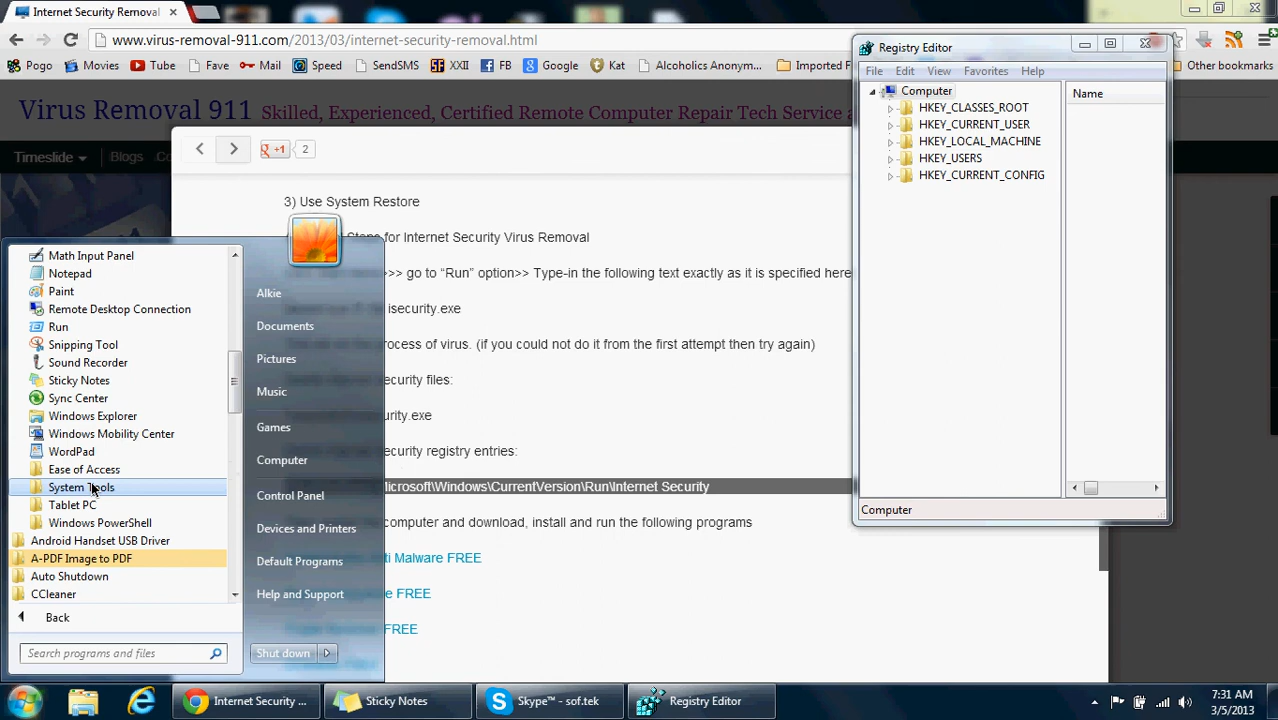 Internet Security Removal
www.virus-removal-911.com/2013/03/internet-security-removal.html
Pogo Movies Tube Fave Mail Speed Passport SendSMS XXII FB Google Kat Alcoholics Anonym... Imported F
Other bookmarks
Virus Removal 911 Skilled, Experienced, Certified Remote Computer Repair Tech Service a
Timeslide Blogs
+1 2
3) Use System Restore
Steps for Internet Security Virus Removal
>>> go to “Run” option>> Type-in the following text exactly as it is specified here
isecurity.exe
process of virus. (if you could not do it from the first attempt then try again)
security files:
security registry entries:
Microsoft\Windows\CurrentVersion\Run\Internet Security
computer and download, install and run the following programs
Malware FREE
FREE
FREE
Registry Editor
File Edit View Favorites Help
Computer
HKEY_CLASSES_ROOT
HKEY_CURRENT_USER
HKEY_LOCAL_MACHINE
HKEY_USERS
HKEY_CURRENT_CONFIG
Name
Computer
Math Input Panel
Notepad
Paint
Remote Desktop Connection
Run
Snipping Tool
Sound Recorder
Sticky Notes
Sync Center
Windows Explorer
Windows Mobility Center
WordPad
Ease of Access
System Tools
Tablet PC
Windows PowerShell
Android Handset USB Driver
A-PDF Image to PDF
Auto Shutdown
CCleaner
Back
Search programs and files
Alkie
Documents
Pictures
Music
Games
Computer
Control Panel
Devices and Printers
Default Programs
Help and Support
Shut down
Internet Security ...
Sticky Notes
Skype™ - sof.tek
Registry Editor
7:31 AM
3/5/2013